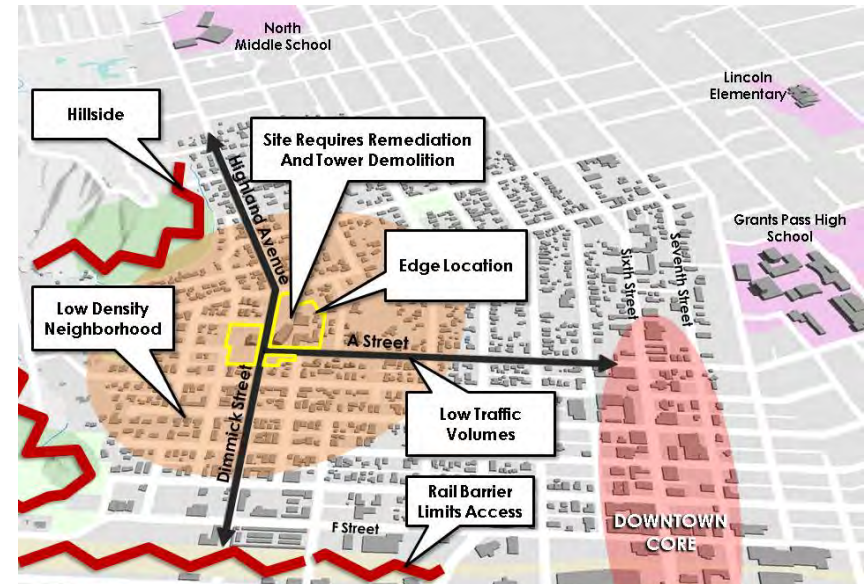 North
Middle School
Lincoln
Elementary
Hillside
Site Requires Remediation
And Tower Demolition
Highland Avenue
Grants Pass High
School
Edge Location
Sixth Street
Seventh Street
Low Density
Neighborhood
A Street
Dimmick Street
Low Traffic
Volumes
Rail Barrier
Limits Access
F Street
DOWNTOWN
CORE